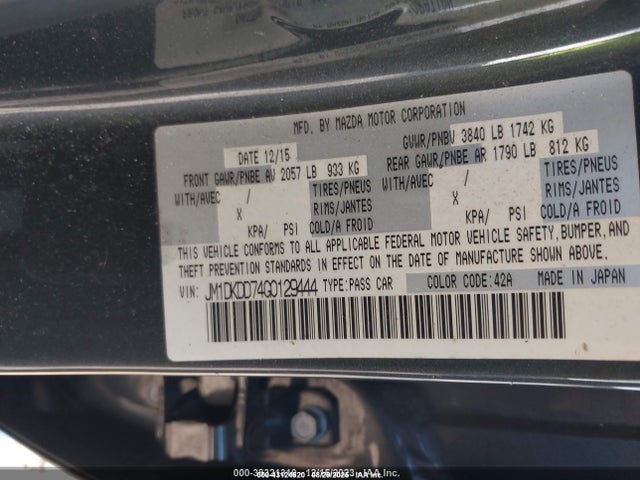 MFD. BY MAZDA MOTOR CORPORATION
DATE 12/15 GVWR/PNBV 3840 LB 1742 KG
FRONT GAWR/PNBE AV 2057 LB 933 KG REAR GAWR/PNBE AR 1790 LB 812 KG
WITH/AVEC / TIRES/PNEUS WITH/AVEC / TIRES/PNEUS
X RIMS/JANTES X RIMS/JANTES
KPA/ PSI COLD/A FROID KPA/ PSI COLD/A FROID
THIS VEHICLE CONFORMS TO ALL APPLICABLE FEDERAL MOTOR VEHICLE SAFETY, BUMPER, AND
THEFT PREVENTION STANDARDS IN EFFECT ON THE DATE OF MANUFACTURE SHOWN ABOVE.
VIN: JM1DKDD74G0129444 TYPE:PASS CAR COLOR CODE:42A MADE IN JAPAN